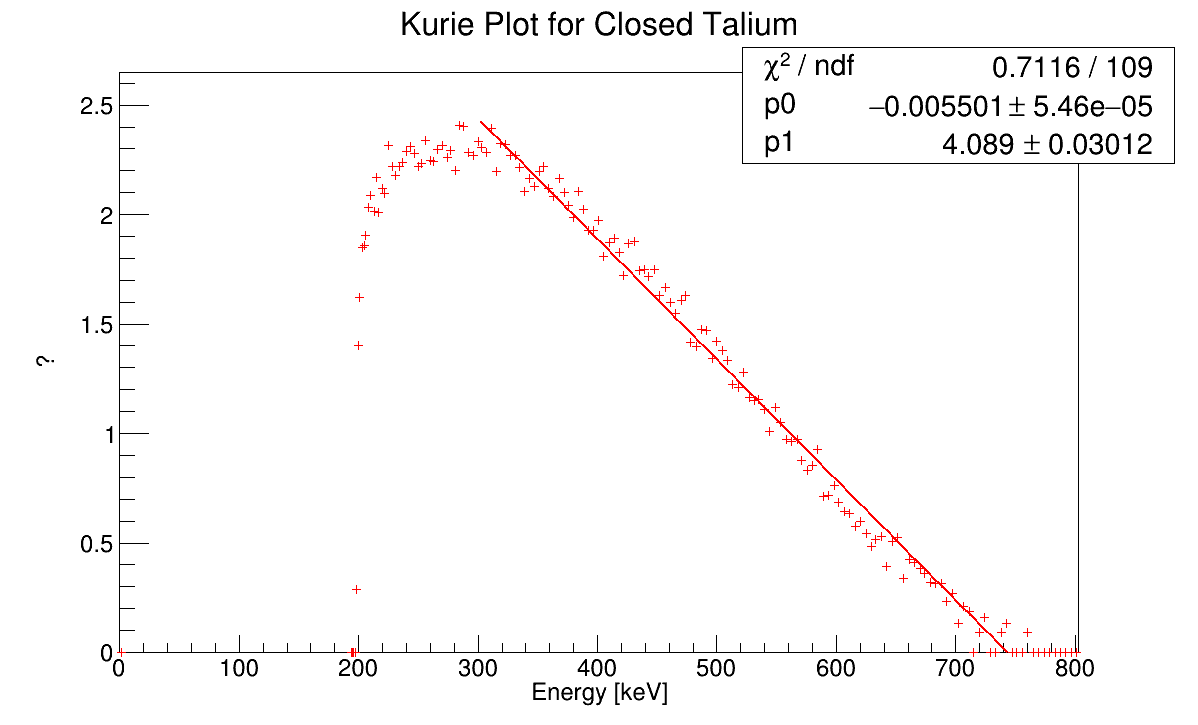 Kurie Plot for Closed Talium
χ² / ndf 0.7116 / 109
p0 −0.005501 ± 5.46e−05
p1 4.089 ± 0.03012
2.5
2
1.5
?
1
0.5
0
0 100 200 300 400 500 600 700 800
Energy [keV]